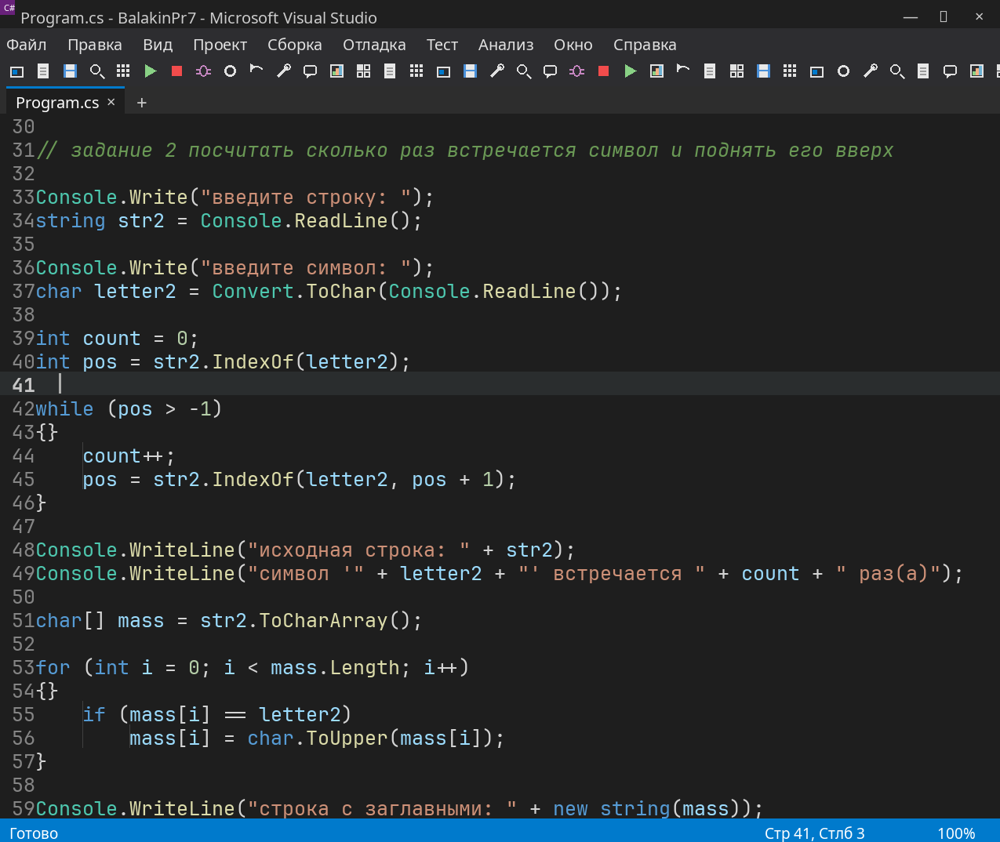 C#
Program.cs - BalakinPr7 - Microsoft Visual Studio
Файл Правка Вид Проект Сборка Отладка Тест Анализ Окно Справка
Program.cs × +
30
31// задание 2 посчитать сколько раз встречается символ и поднять его вверх
32
33Console.Write("введите строку: ");
34string str2 = Console.ReadLine();
35
36Console.Write("введите символ: ");
37char letter2 = Convert.ToChar(Console.ReadLine());
38
39int count = 0;
40int pos = str2.IndexOf(letter2);
41
42while (pos > -1)
43{}
44    count++;
45    pos = str2.IndexOf(letter2, pos + 1);
46}
47
48Console.WriteLine("исходная строка: " + str2);
49Console.WriteLine("символ '" + letter2 + "' встречается " + count + " раз(а)");
50
51char[] mass = str2.ToCharArray();
52
53for (int i = 0; i < mass.Length; i++)
54{}
55    if (mass[i] == letter2)
56        mass[i] = char.ToUpper(mass[i]);
57}
58
59Console.WriteLine("строка с заглавными: " + new string(mass));
Готово Стр 41, Стлб 3 100%